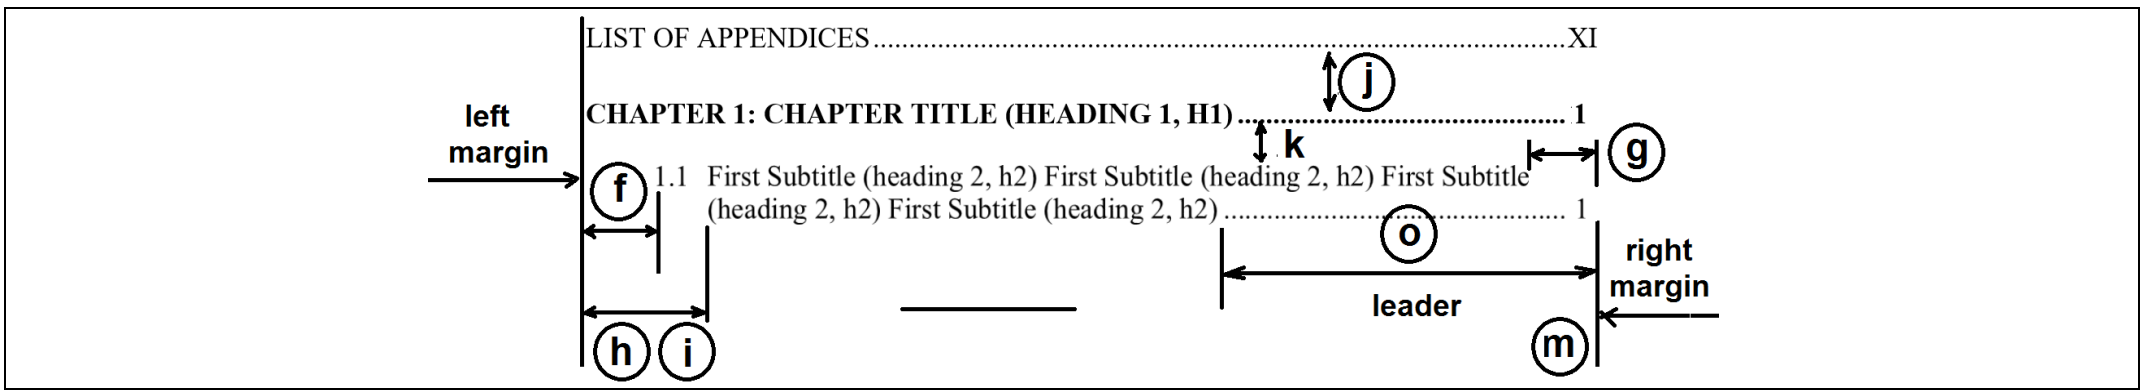 LIST OF APPENDICES........................................................................................................XI
j
CHAPTER 1: CHAPTER TITLE (HEADING 1, H1)............................................... 1
left
margin
k
g
f
1.1 First Subtitle (heading 2, h2) First Subtitle (heading 2, h2) First Subtitle
(heading 2, h2) First Subtitle (heading 2, h2)................................................ 1
o
right
margin
leader
h i
m